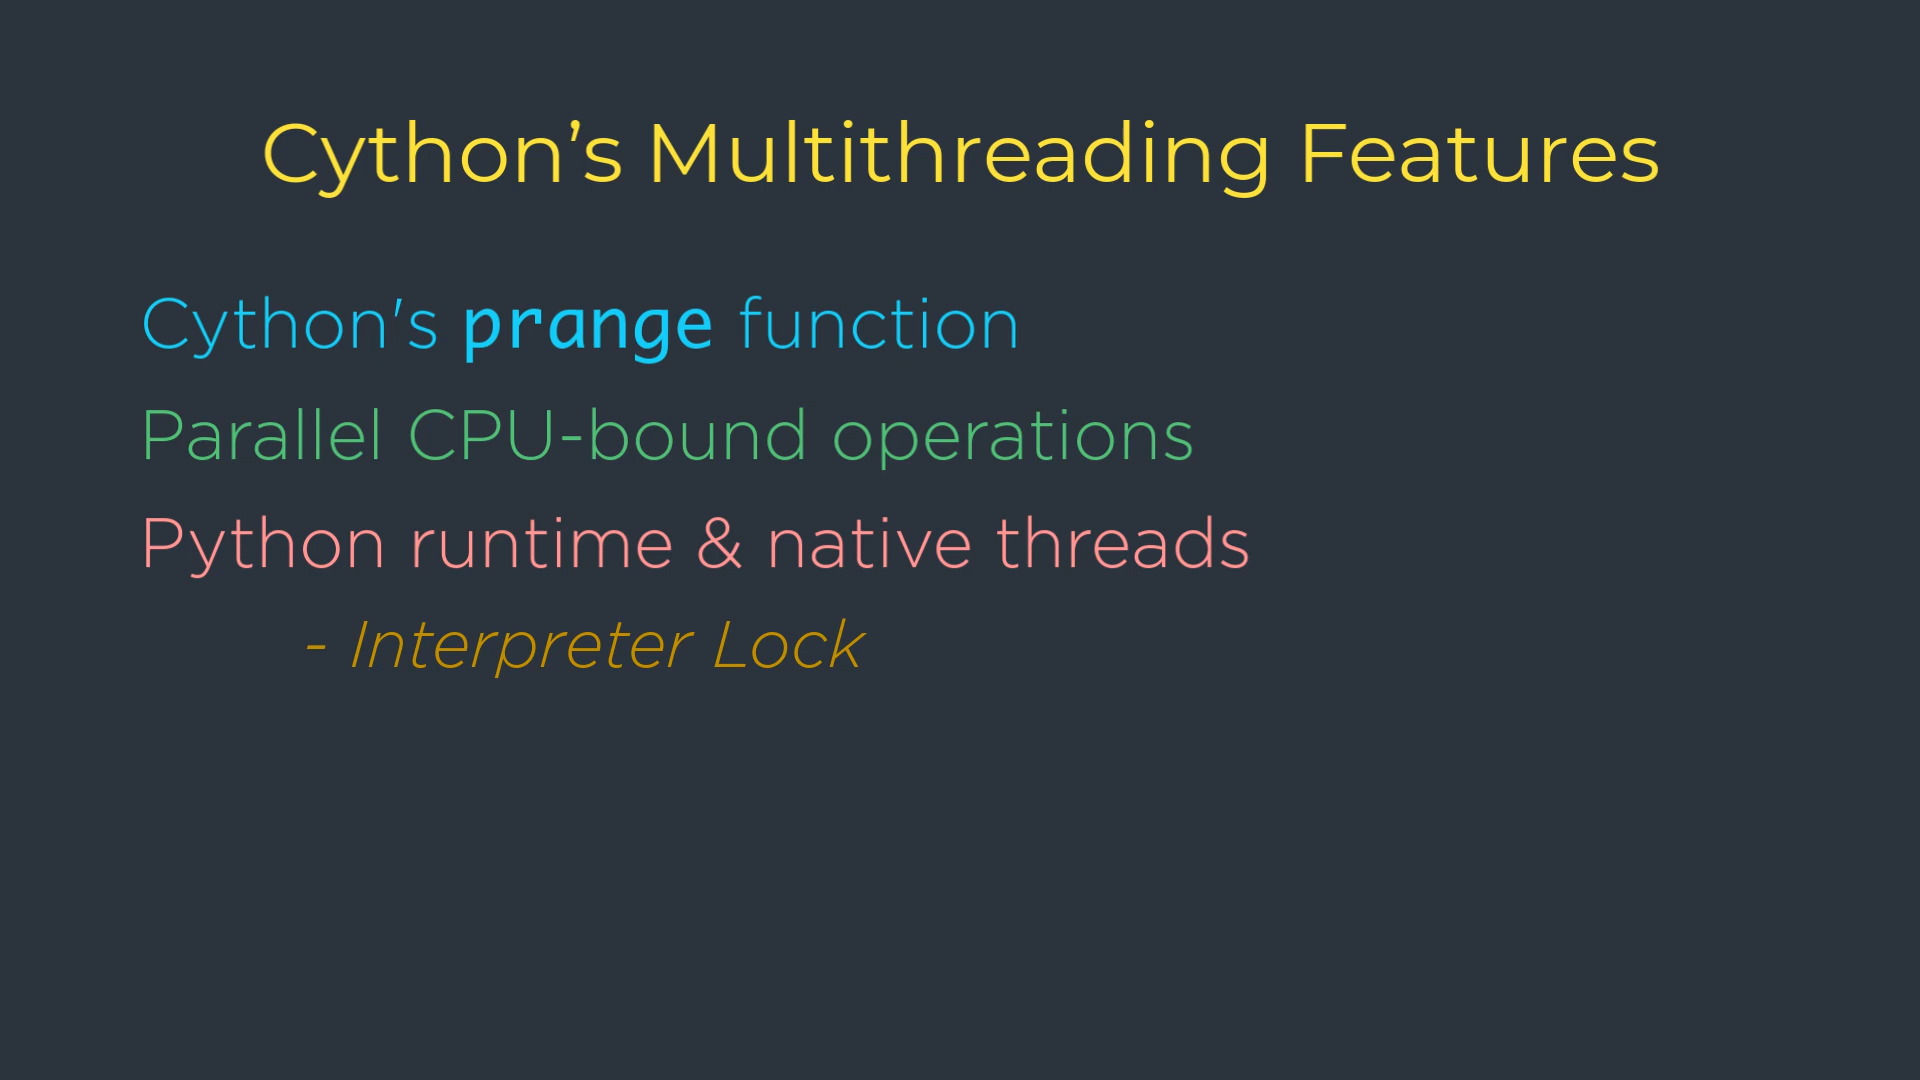 Cython’s Multithreading Features
Cython's prange function
Parallel CPU-bound operations
Python runtime & native threads
- Interpreter Lock